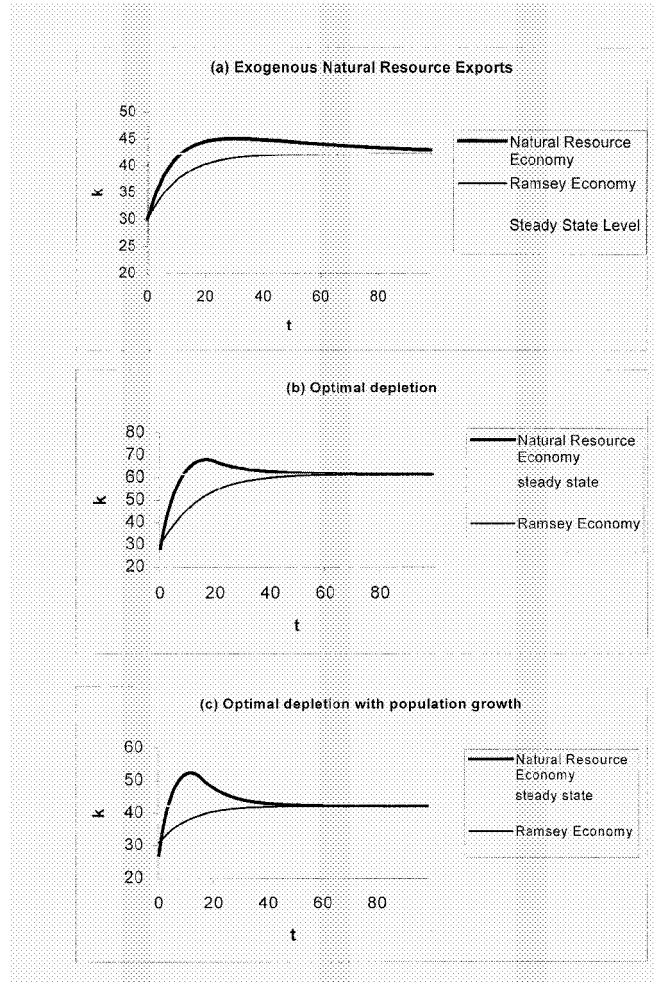 (a) Exogenous Natural Resource Exports
50
45
40
35
30
25
20
k
0 20 40 60 80
t
Natural Resource
Economy
Ramsey Economy
Steady State Level
(b) Optimal depletion
80
70
60
50
40
30
20
k
0 20 40 60 80
t
Natural Resource
Economy
steady state
Ramsey Economy
(c) Optimal depletion with population growth
60
50
40
30
20
k
0 20 40 60 80
t
Natural Resource
Economy
steady state
Ramsey Economy